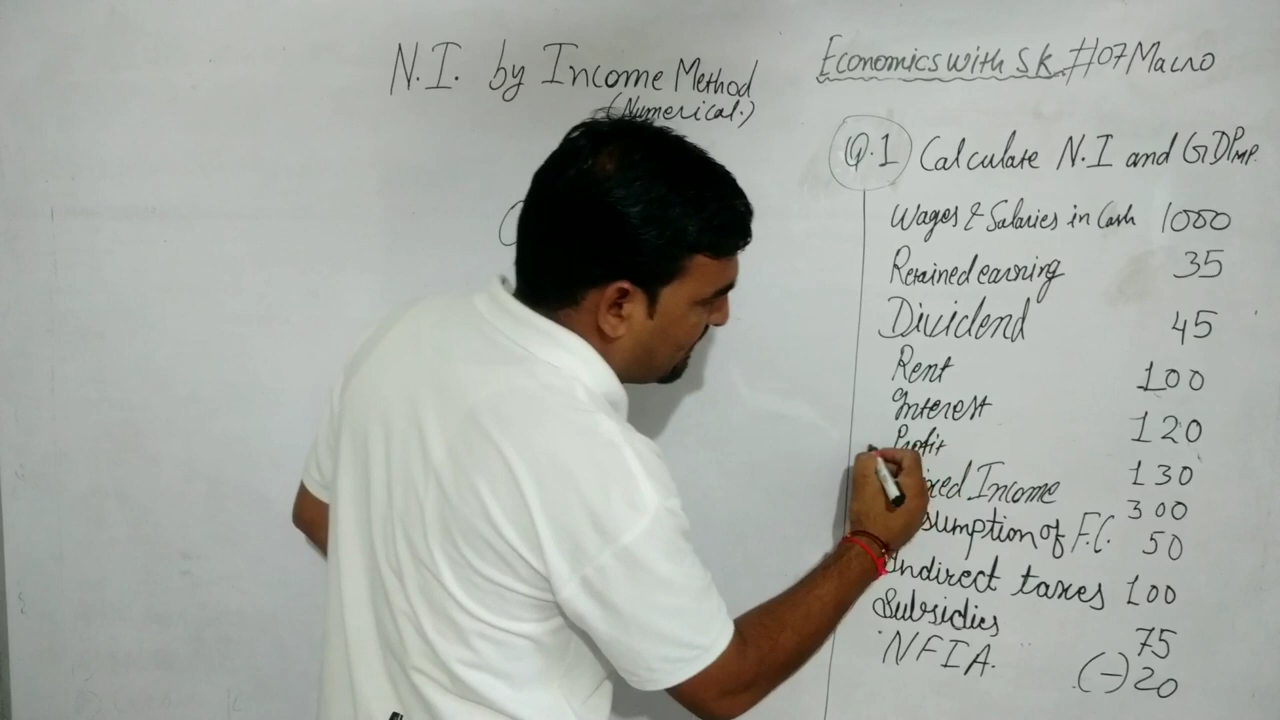 N.I. by Income Method
(Numerical.)
Economics with S.K. #07 Macro
Q.1 Calculate N.I and GDPMP.
Wages & Salaries in Cash 1000
Retained earning 35
Dividend 45
Rent 100
Interest 120
Profit 130
Income 300
of F.C. 50
Indirect taxes 100
Subsidies 75
NFIA. (-) 20